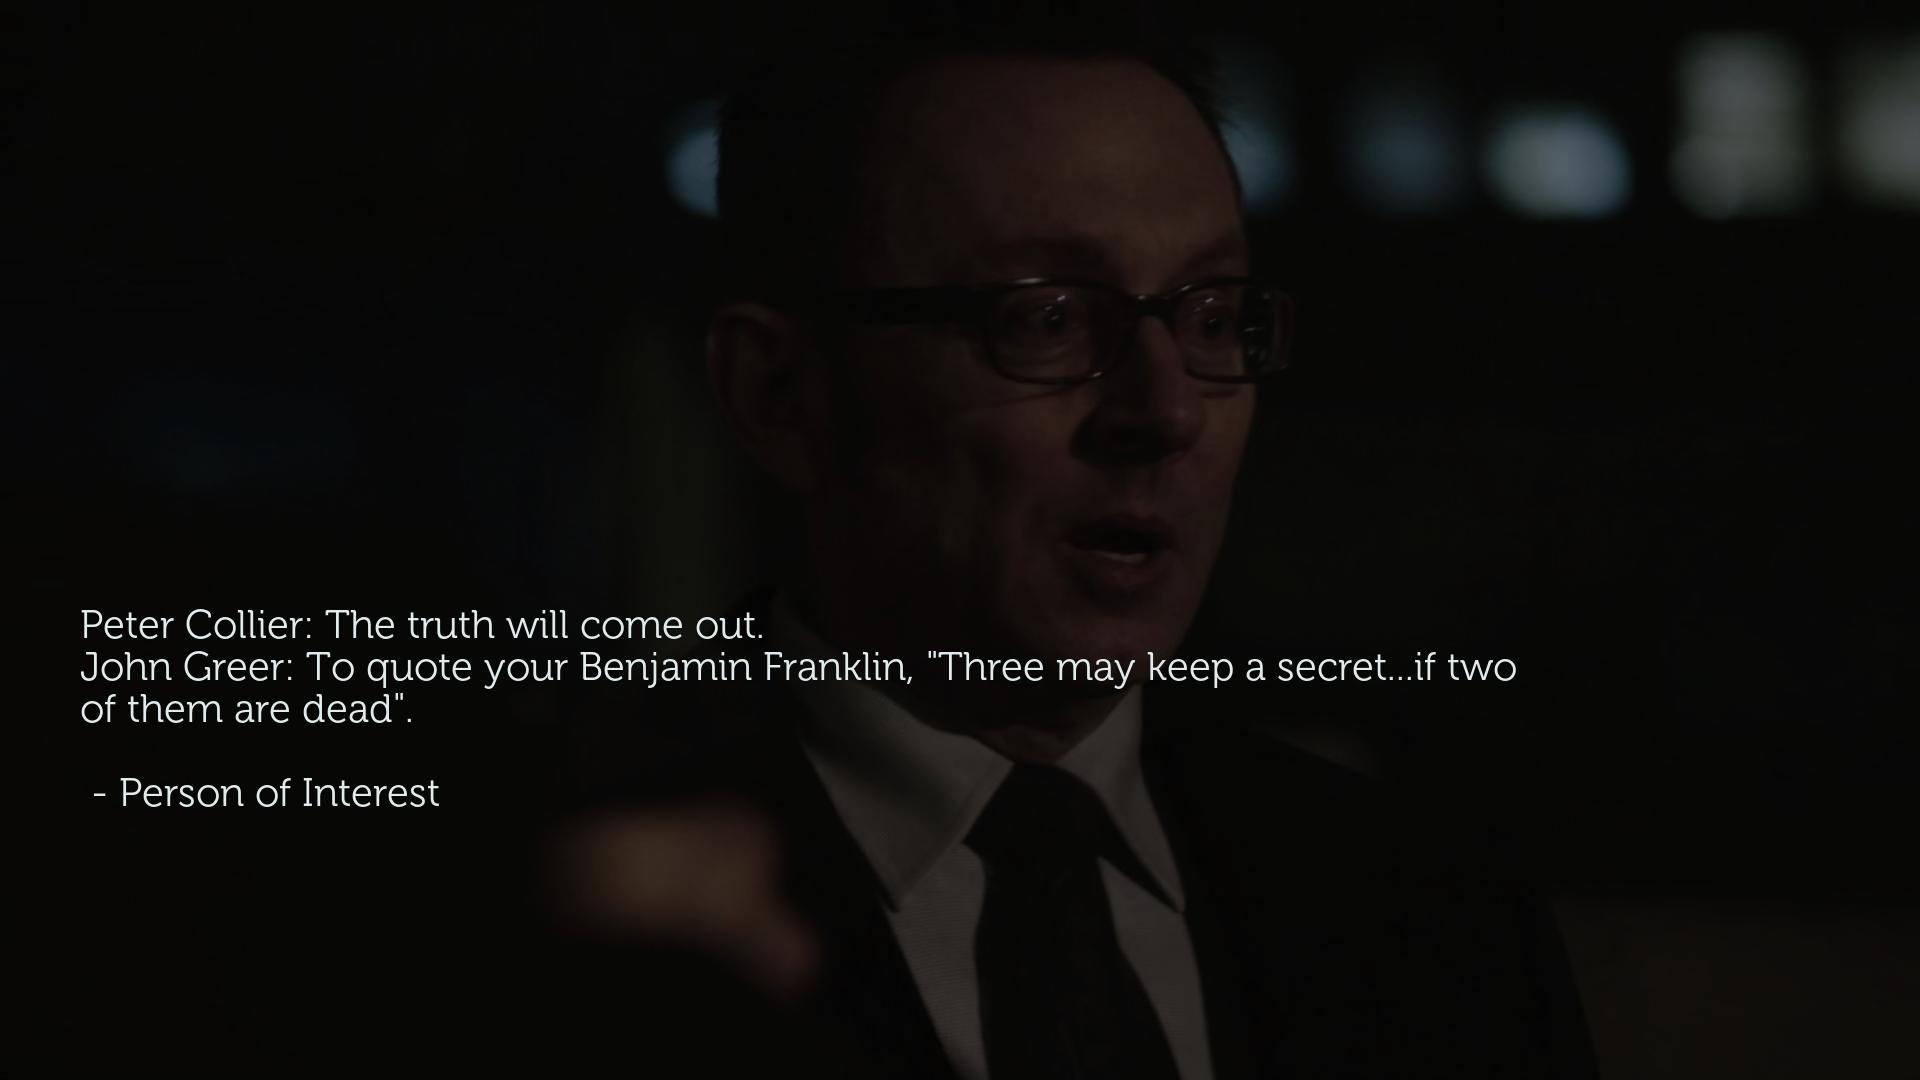 Peter Collier: The truth will come out.
John Greer: To quote your Benjamin Franklin, "Three may keep a secret...if two
of them are dead".
- Person of Interest